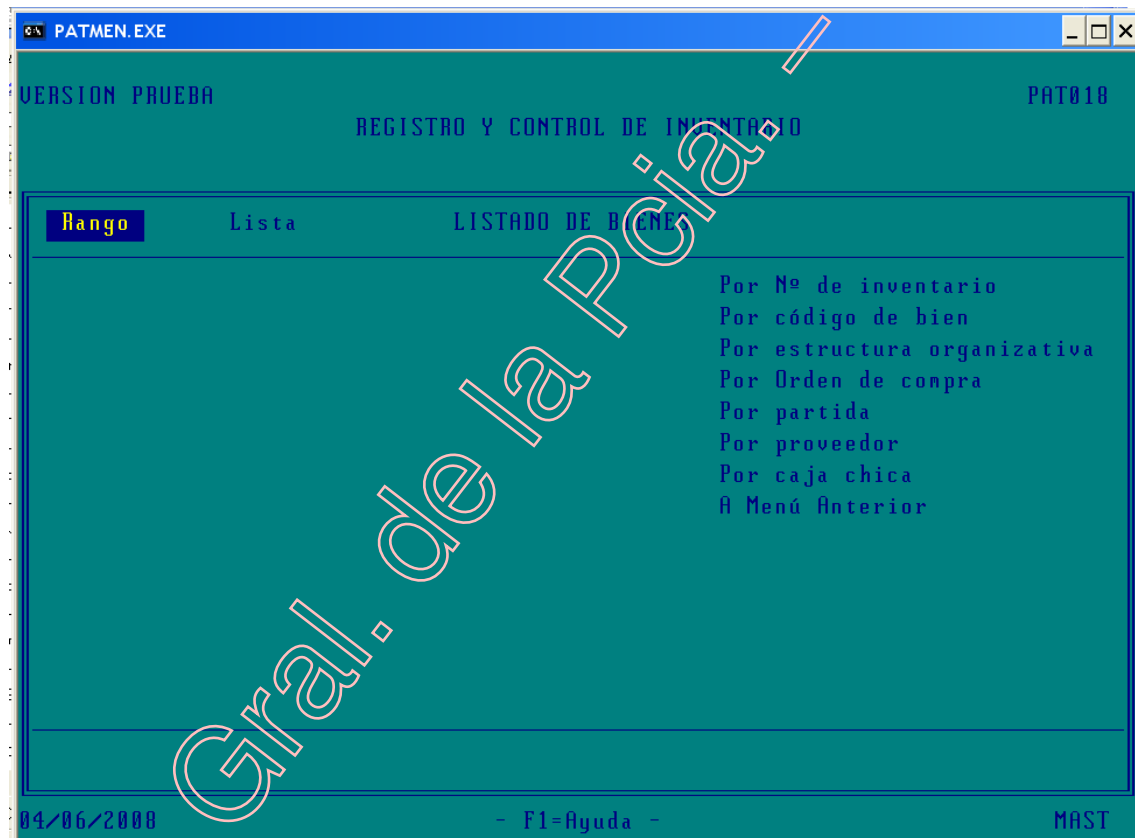 PATMEN.EXE
VERSION PRUEBA PAT018
REGISTRO Y CONTROL DE INVENTARIO
Rango Lista LISTADO DE BIENES
Por Nº de inventario
Por código de bien
Por estructura organizativa
Por Orden de compra
Por partida
Por proveedor
Por caja chica
A Menú Anterior
04/06/2008 - F1=Ayuda - MAST
Gral. de la Pcia. –